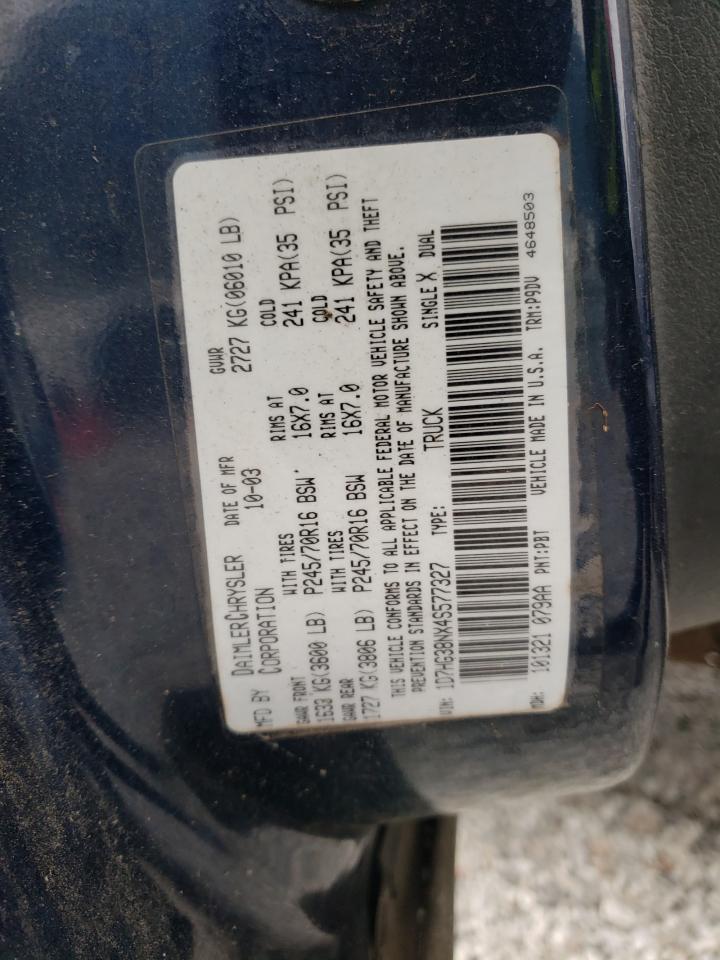 MFD BY DAIMLERCHRYSLER CORPORATION
DATE OF MFR 10-03
GVWR 2727 KG(06010 LB)
GAWR FRONT WITH TIRES RIMS AT COLD
1633 KG(3600 LB) P245/70R16 BSW 16X7.0 241 KPA(35 PSI)
GAWR REAR WITH TIRES RIMS AT COLD
1727 KG(3806 LB) P245/70R16 BSW 16X7.0 241 KPA(35 PSI)
THIS VEHICLE CONFORMS TO ALL APPLICABLE FEDERAL MOTOR VEHICLE SAFETY AND THEFT
PREVENTION STANDARDS IN EFFECT ON THE DATE OF MANUFACTURE SHOWN ABOVE.
VIN: 1D7HG38NX4S577327 TYPE: TRUCK SINGLE X DUAL
MDH: 101321 079AA PNT:PBT VEHICLE MADE IN U.S.A. TRM:P9DV 4648503